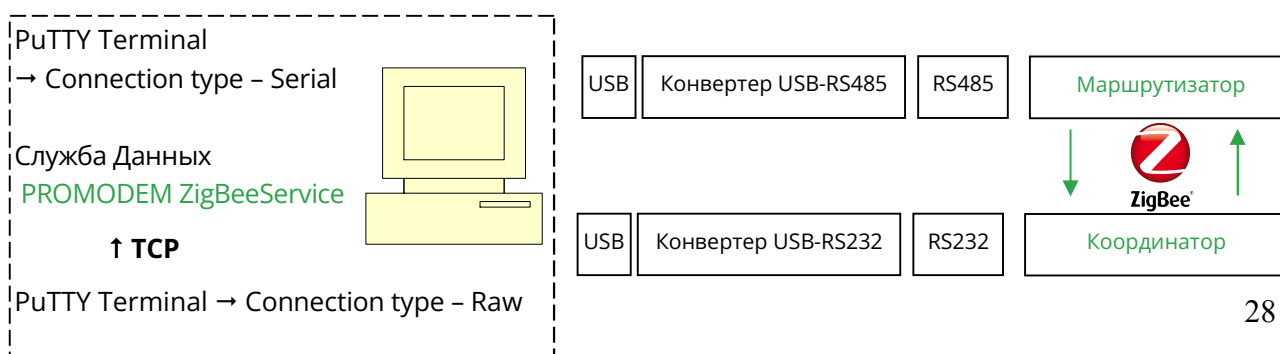 PuTTY Terminal
→ Connection type – Serial
Служба Данных
PROMODEM ZigBeeService
↑ TCP
PuTTY Terminal → Connection type – Raw
USB
Конвертер USB-RS485
RS485
Маршрутизатор
ZigBee®
USB
Конвертер USB-RS232
RS232
Координатор
28